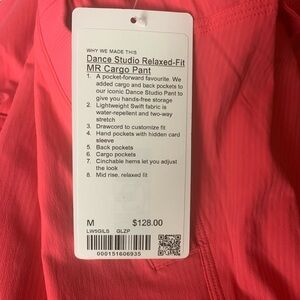 WHY WE MADE THIS
Dance Studio Relaxed-Fit
MR Cargo Pant
1. A pocket-forward favourite. We
added cargo and back pockets to
our iconic Dance Studio Pant to
give you hands-free storage
2. Lightweight Swift fabric is
water-repellent and two-way
stretch
3. Drawcord to customize fit
4. Hand pockets with hidden card
sleeve
5. Back pockets
6. Cargo pockets
7. Cinchable hems let you adjust
the look
8. Mid rise, relaxed fit
M $128.00
LW5GILS GLZP
000151606935